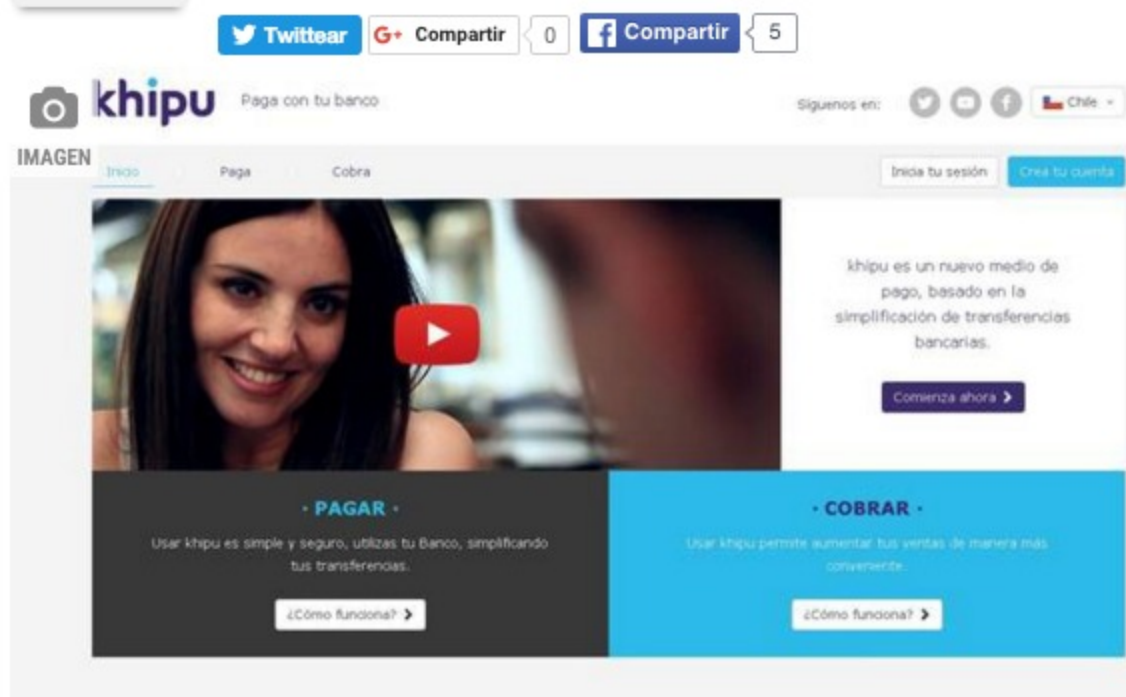 Twittear G+ Compartir 0 f Compartir 5
khipu Paga con tu banco Síguenos en: Chile
IMAGEN
Inicio Paga Cobra Inicia tu sesión Crea tu cuenta
khipu es un nuevo medio de
pago, basado en la
simplificación de transferencias
bancarias.
Comienza ahora
· PAGAR ·
Usar khipu es simple y seguro, utilizas tu Banco, simplificando
tus transferencias.
¿Cómo funciona?
· COBRAR ·
Usar khipu permite aumentar tus ventas de manera más
conveniente.
¿Cómo funciona?